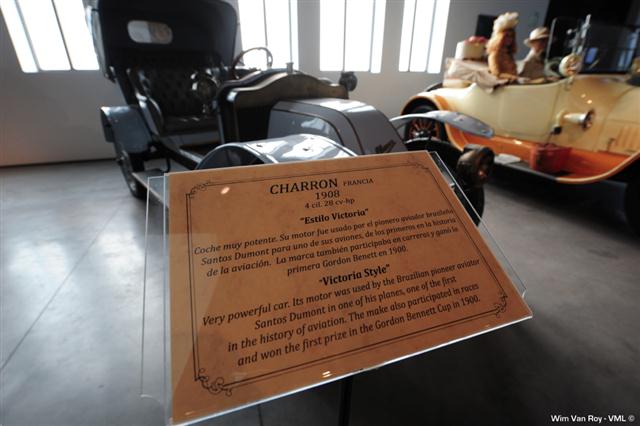 CHARRON FRANCIA
1908
4 cil. 28 cv-hp
"Estilo Victoria"
Coche muy potente. Su motor fue usado por el pionero aviador brasileño
Santos Dumont para uno de sus aviones, de los primeros en la historia
de la aviación. La marca también participaba en carreras y ganó la
primera Gordon Benett en 1900.
"Victoria Style"
Very powerful car. Its motor was used by the Brazilian pioneer aviator
Santos Dumont in one of his planes, one of the first
in the history of aviation. The make also participated in races
and won the first prize in the Gordon Bennett Cup in 1900.
Wim Van Roy - VML ©